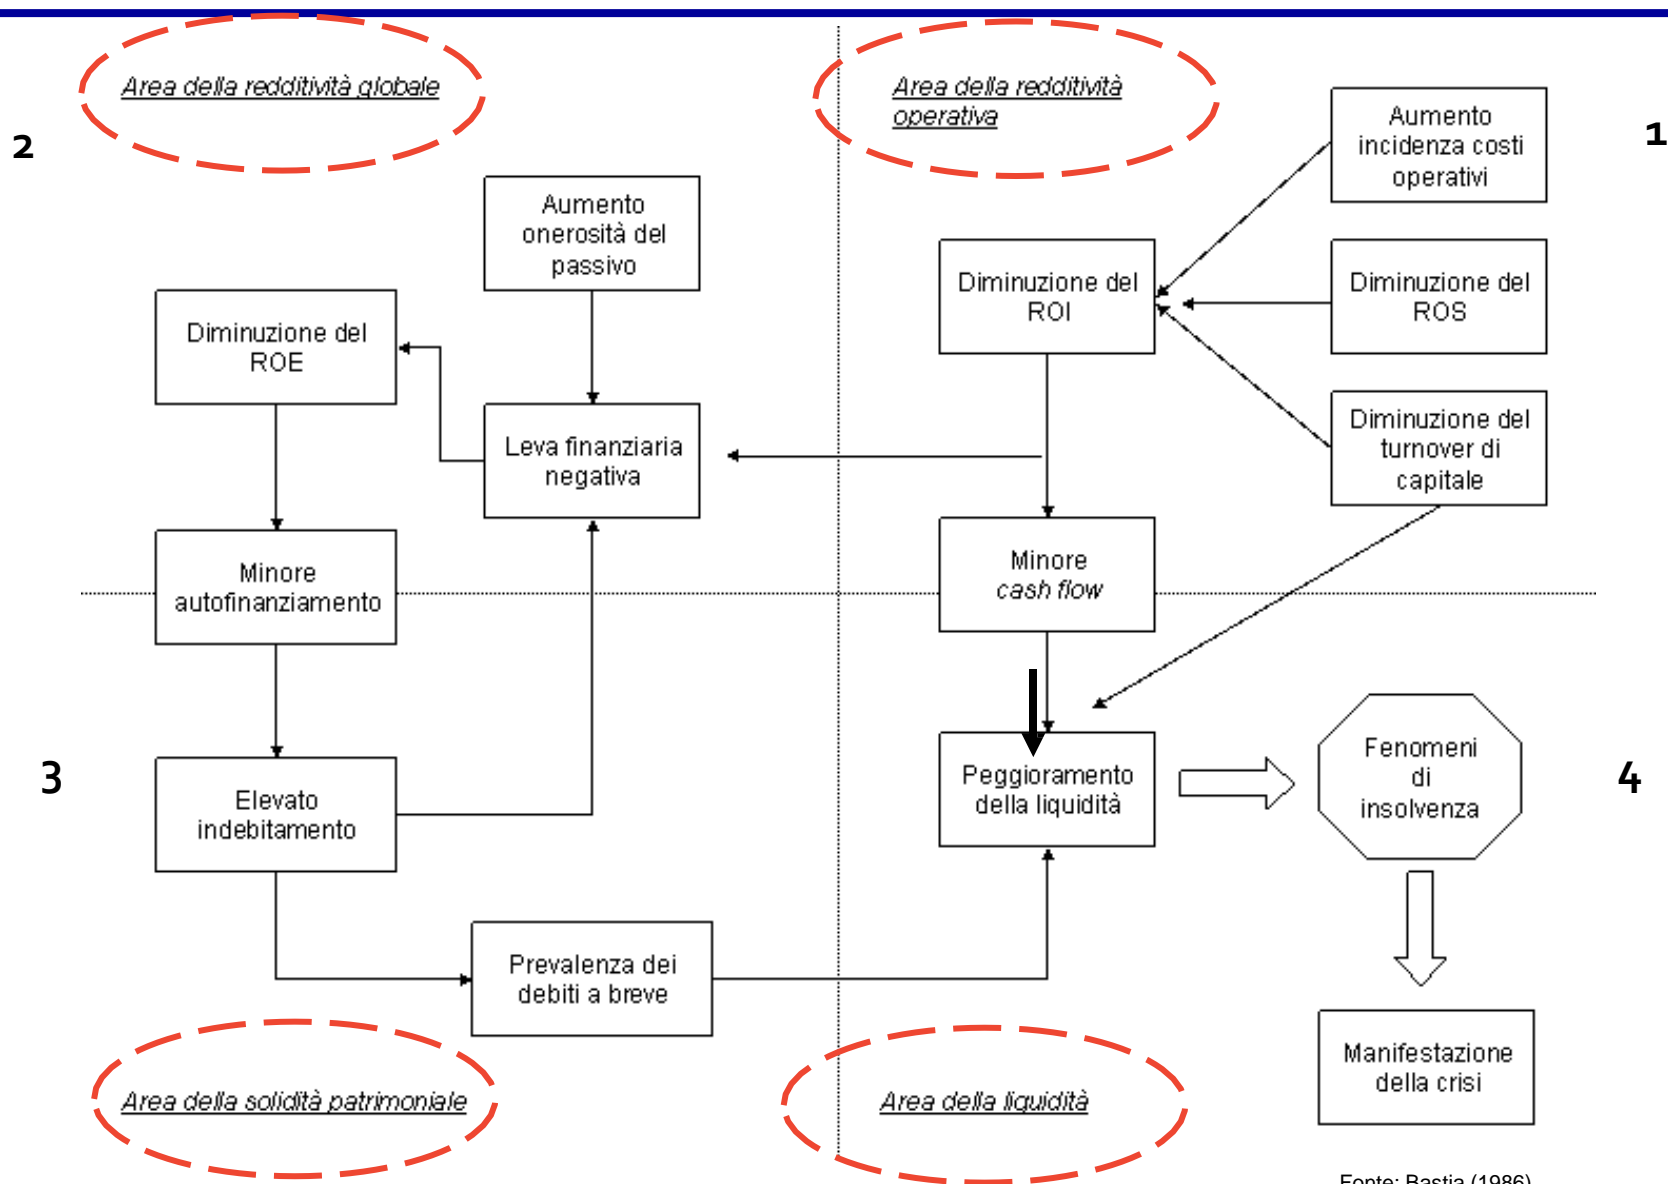 Area della redditività globale
Area della redditività
operativa
2
1
Aumento
incidenza costi
operativi
Aumento
onerosità del
passivo
Diminuzione del
ROI
Diminuzione del
ROS
Diminuzione del
ROE
Leva finanziaria
negativa
Diminuzione del
turnover di
capitale
Minore
autofinanziamento
Minore
cash flow
3
4
Elevato
indebitamento
Peggioramento
della liquidità
Fenomeni
di
insolvenza
Prevalenza dei
debiti a breve
Manifestazione
della crisi
Area della solidità patrimoniale
Area della liquidità
Fonte: Bastia (1986)